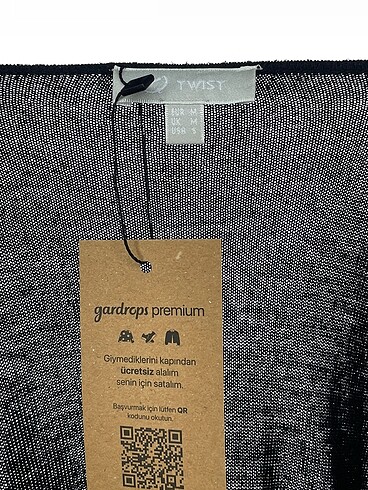 TWIST
EUR M
UK M
USA S
gardrops premium
Giymediklerini kapından
ücretsiz alalım
senin için satalım.
Başvurmak için lütfen QR
kodunu okutun.